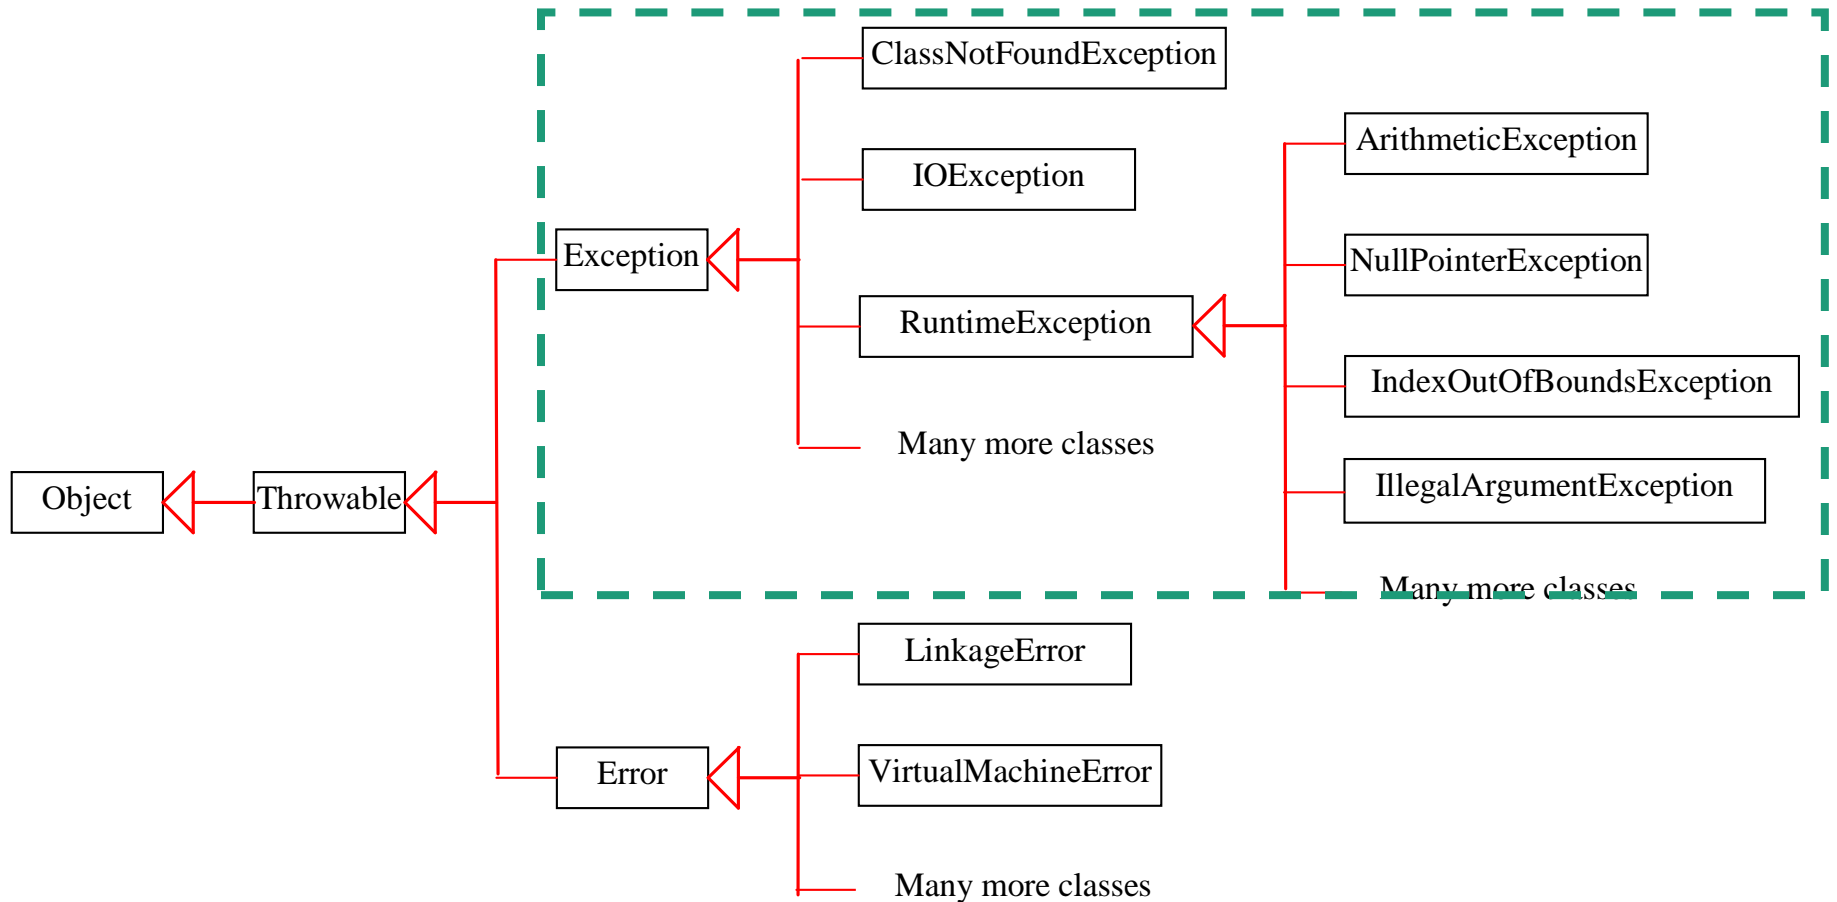 ClassNotFoundException
ArithmeticException
IOException
Exception
NullPointerException
RuntimeException
IndexOutOfBoundsException
Many more classes
Object
Throwable
IllegalArgumentException
Many more classes
LinkageError
Error
VirtualMachineError
Many more classes